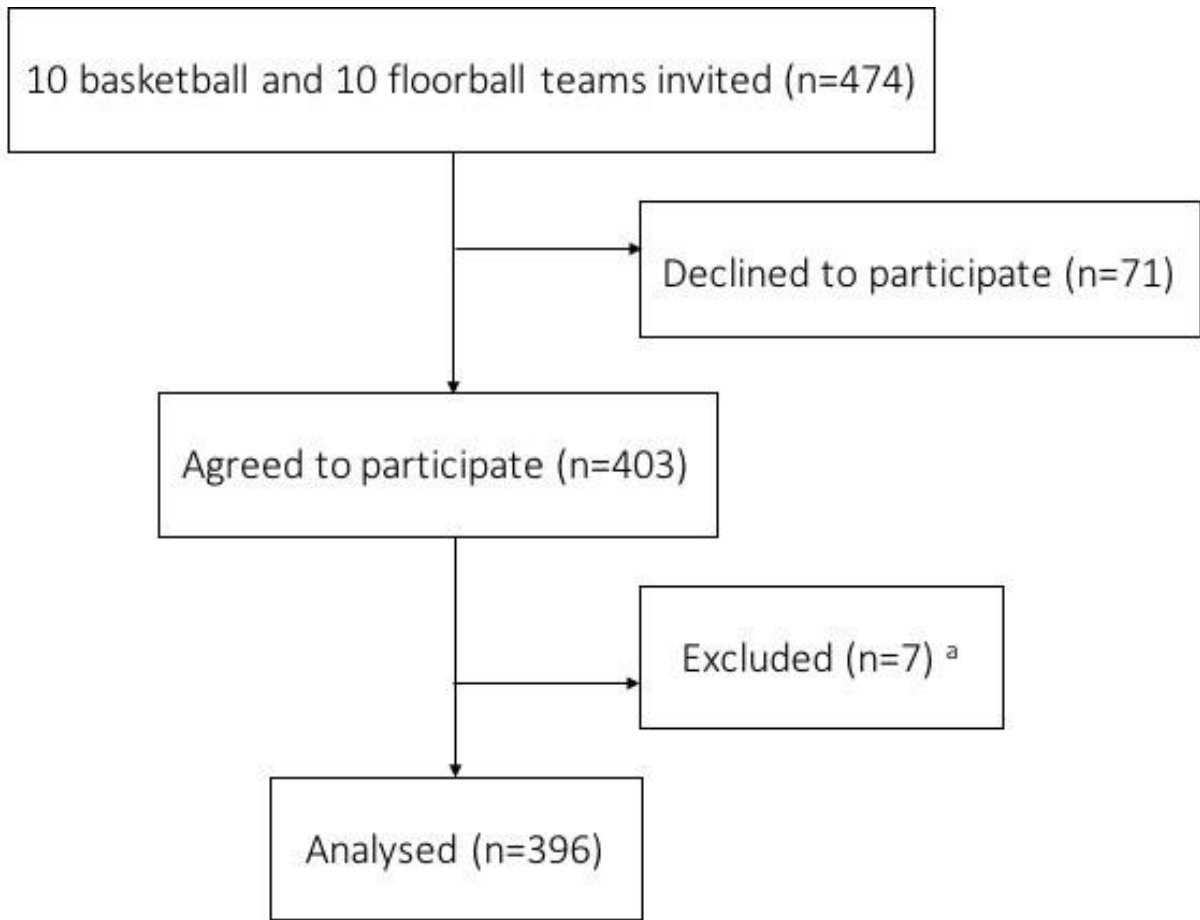 10 basketball and 10 floorball teams invited (n=474)
Declined to participate (n=71)
Agreed to participate (n=403)
Excluded (n=7) ᵃ
Analysed (n=396)